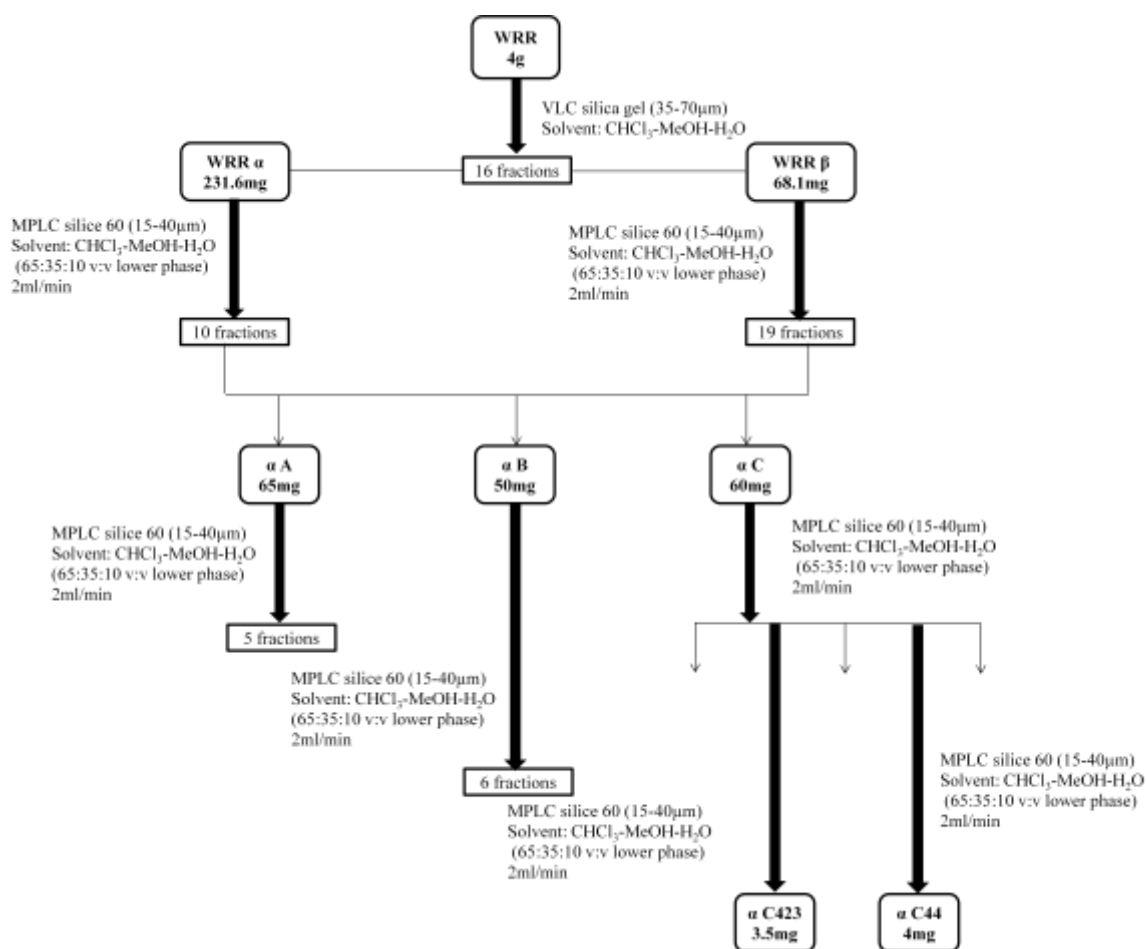 WRR
4g
VLC silica gel (35-70µm)
Solvent: CHCl₃-MeOH-H₂O
WRR α
231.6mg
16 fractions
WRR β
68.1mg
MPLC silice 60 (15-40µm)
Solvent: CHCl₃-MeOH-H₂O
(65:35:10 v:v lower phase)
2ml/min
MPLC silice 60 (15-40µm)
Solvent: CHCl₃-MeOH-H₂O
(65:35:10 v:v lower phase)
2ml/min
10 fractions
19 fractions
α A
65mg
α B
50mg
α C
60mg
MPLC silice 60 (15-40µm)
Solvent: CHCl₃-MeOH-H₂O
(65:35:10 v:v lower phase)
2ml/min
MPLC silice 60 (15-40µm)
Solvent: CHCl₃-MeOH-H₂O
(65:35:10 v:v lower phase)
2ml/min
5 fractions
MPLC silice 60 (15-40µm)
Solvent: CHCl₃-MeOH-H₂O
(65:35:10 v:v lower phase)
2ml/min
6 fractions
MPLC silice 60 (15-40µm)
Solvent: CHCl₃-MeOH-H₂O
(65:35:10 v:v lower phase)
2ml/min
MPLC silice 60 (15-40µm)
Solvent: CHCl₃-MeOH-H₂O
(65:35:10 v:v lower phase)
2ml/min
α C423
3.5mg
α C44
4mg